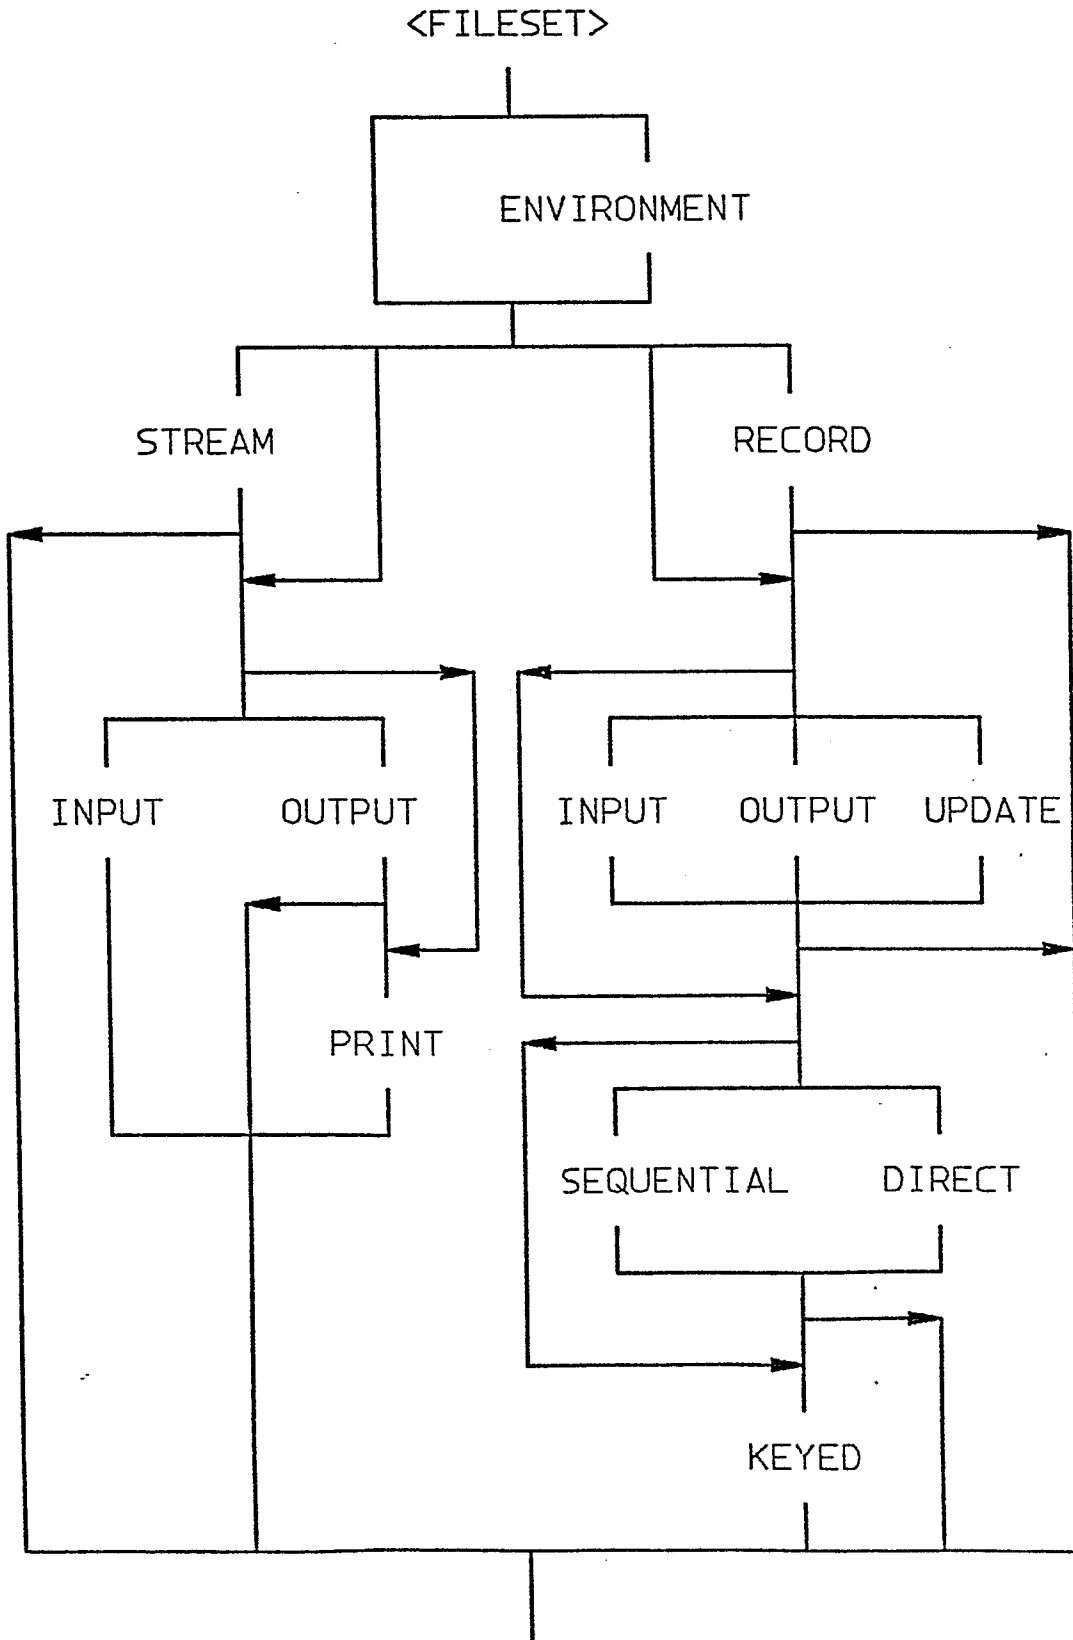 <FILESET>
ENVIRONMENT
STREAM RECORD
INPUT OUTPUT INPUT OUTPUT UPDATE
PRINT
SEQUENTIAL DIRECT
KEYED